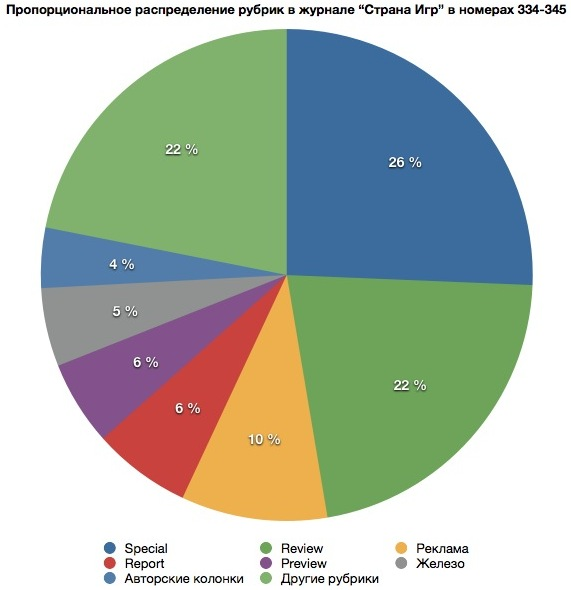 Пропорциональное распределение рубрик в журнале “Страна Игр” в номерах 334-345
22 %
26 %
4 %
5 %
6 %
6 %
10 %
22 %
Special Review Реклама
Report Preview Железо
Авторские колонки Другие рубрики